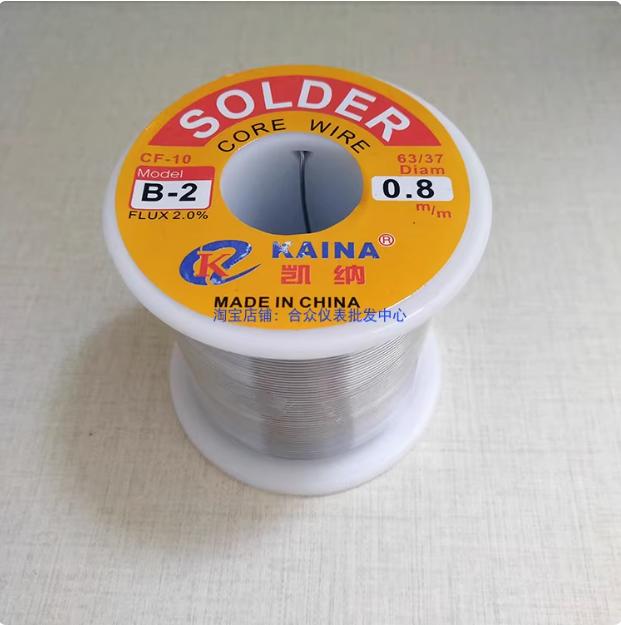 SOLDER
CORE WIRE
CF-10
Model
B-2
FLUX 2.0%
63/37
Diam
0.8
m/m
K
KAINA®
凯纳
MADE IN CHINA
淘宝店铺：合众仪表批发中心